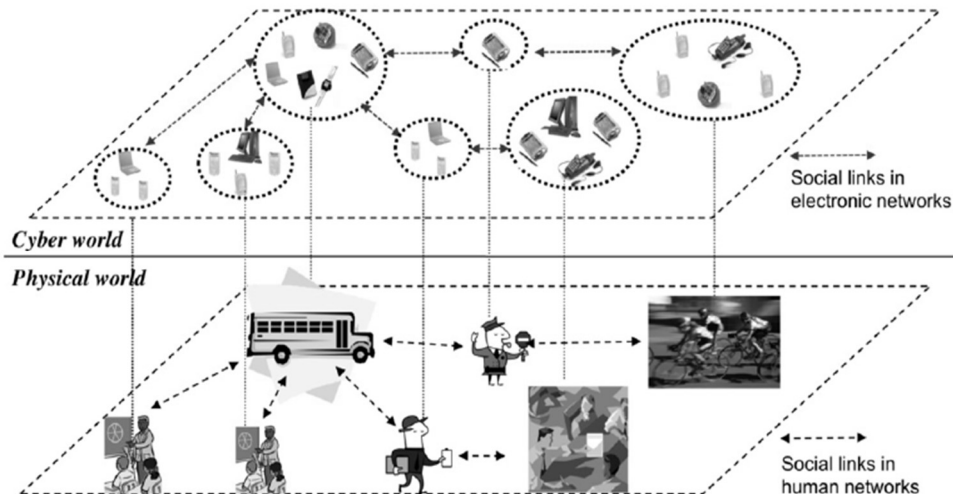 Social links in
electronic networks
Cyber world
Physical world
Social links in
human networks